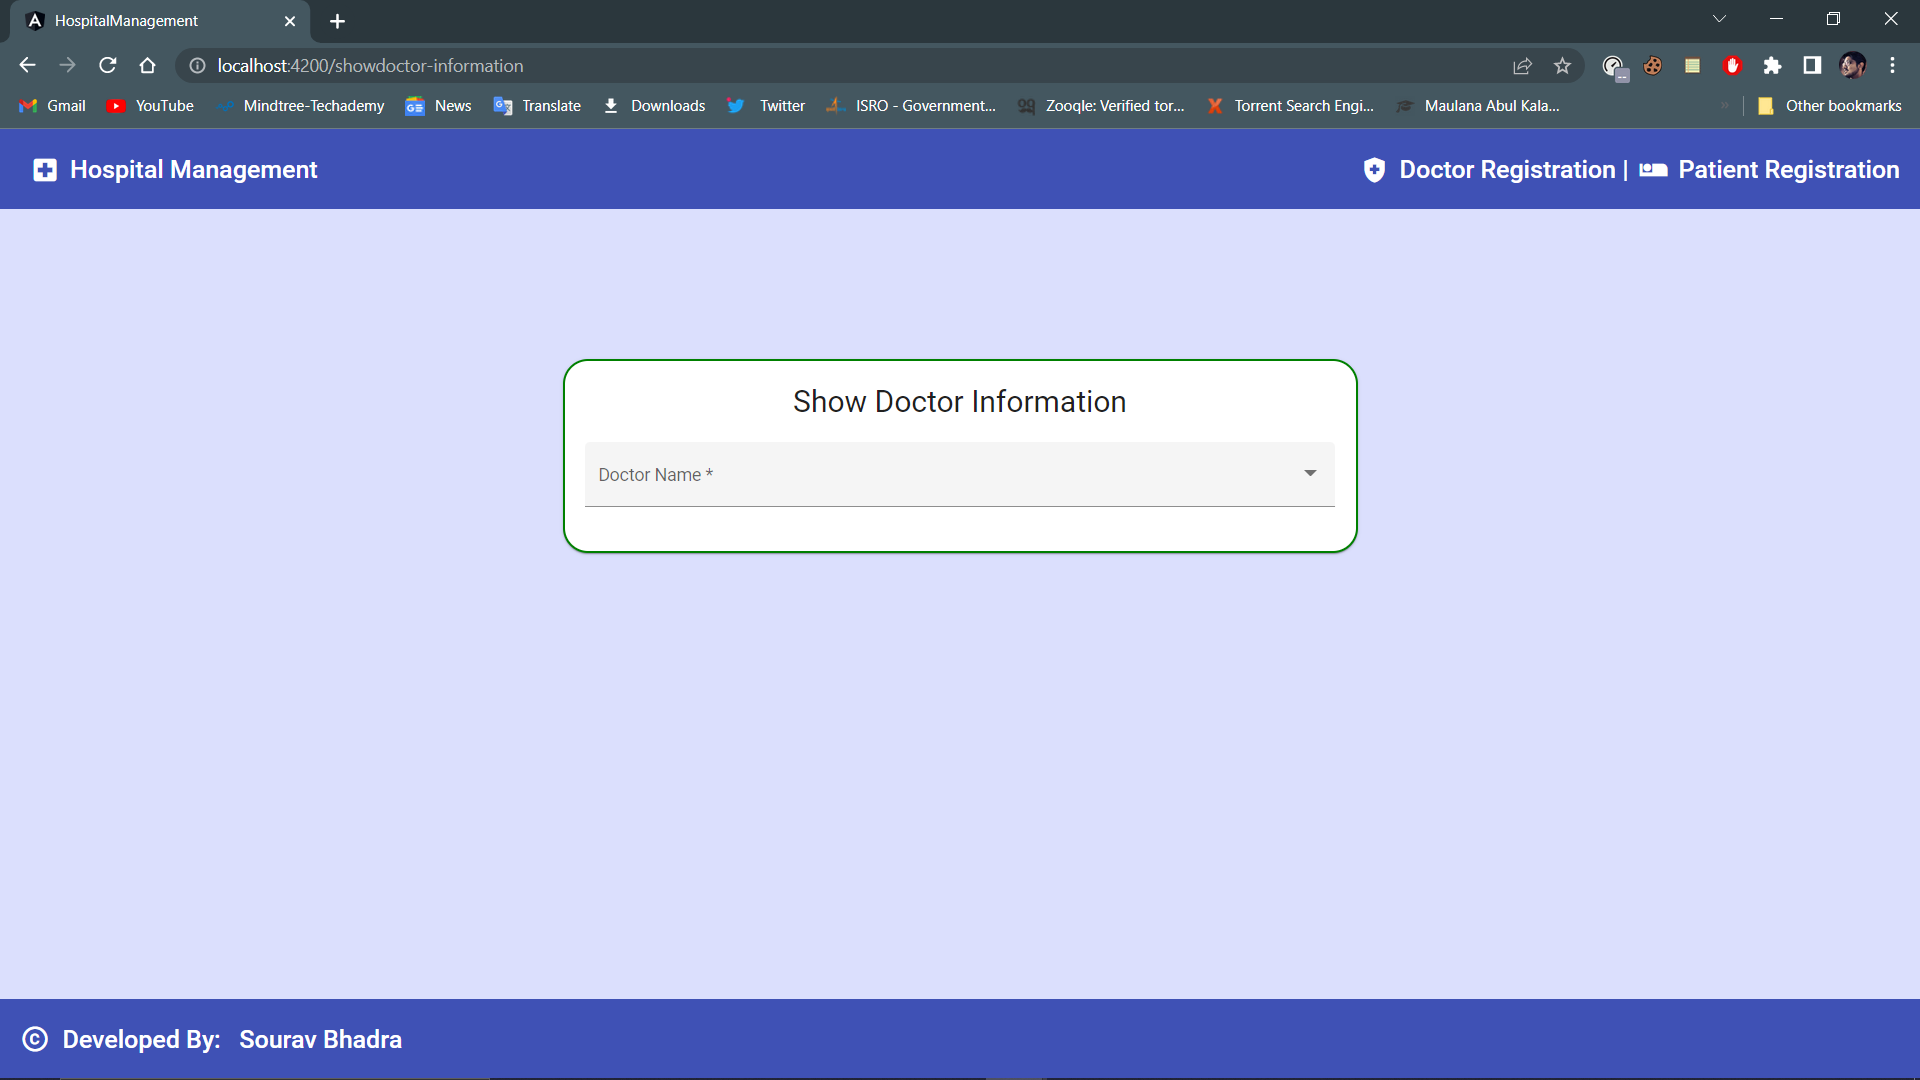 HospitalManagement
localhost:4200/showdoctor-information
Gmail YouTube Mindtree-Techademy News Translate Downloads Twitter ISRO - Government... Zooqle: Verified tor... Torrent Search Engi... Maulana Abul Kala... Other bookmarks
Hospital Management Doctor Registration | Patient Registration
Show Doctor Information
Doctor Name *
© Developed By: Sourav Bhadra